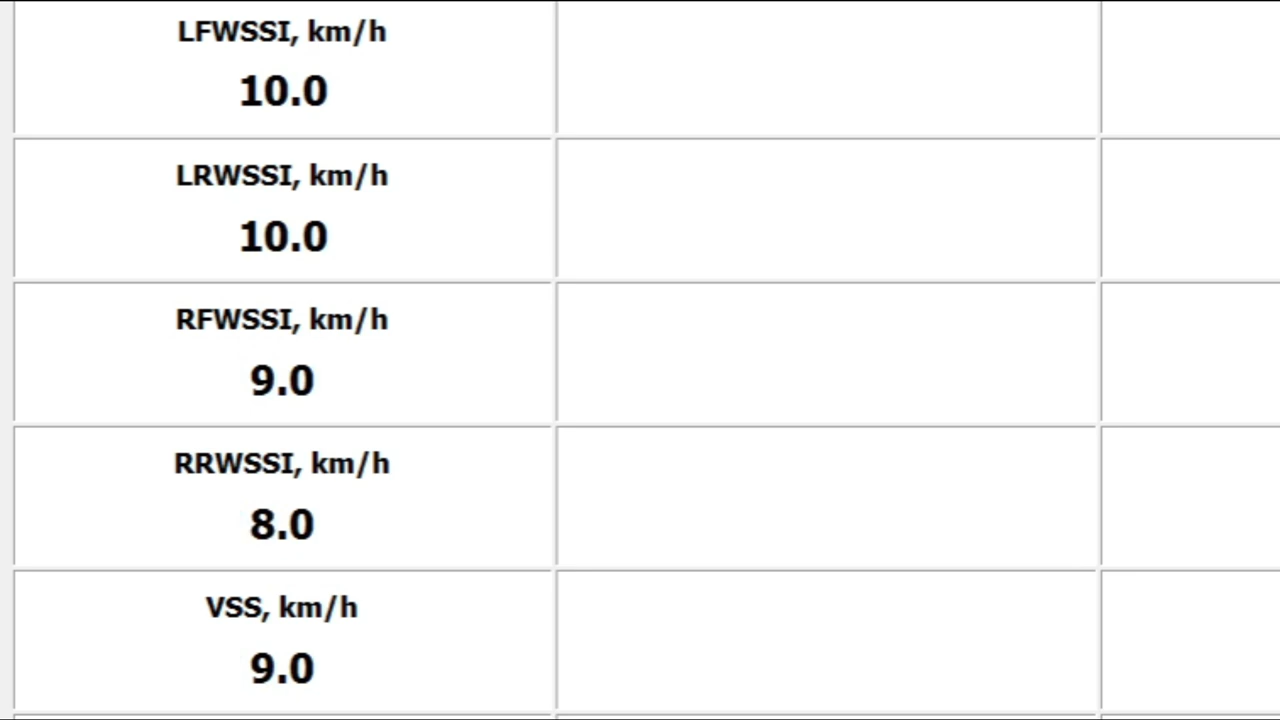 LFWSSI, km/h
10.0
LRWSSI, km/h
10.0
RFWSSI, km/h
9.0
RRWSSI, km/h
8.0
VSS, km/h
9.0